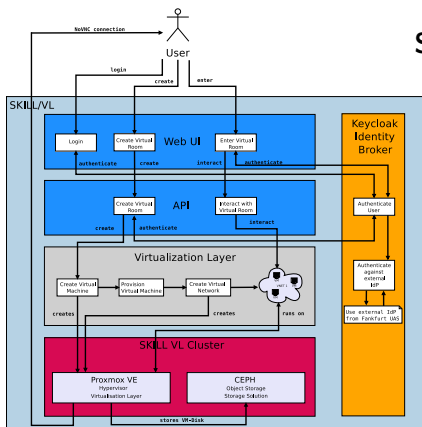 NoVNC connection
User
S
login
create
enter
SKILL/VL
Web UI
Login
Create Virtual
Room
Enter Virtual
Room
Keycloak
Identity
Broker
authenticate
create
interact
authenticate
API
Create Virtual
Room
Interact with
Virtual Room
Authenticate
User
create
authenticate
interact
Virtualization Layer
Create Virtual
Machine
Provision
Virtual Machine
Create Virtual
Network
Authenticate
against
external
IdP
creates
creates
runs on
Use external IdP
from Fankfurt UAS
SKILL VL Cluster
Proxmox VE
Hypervisor
Virtualisation Layer
CEPH
Object Storage
Storage Solution
stores VM-Disk